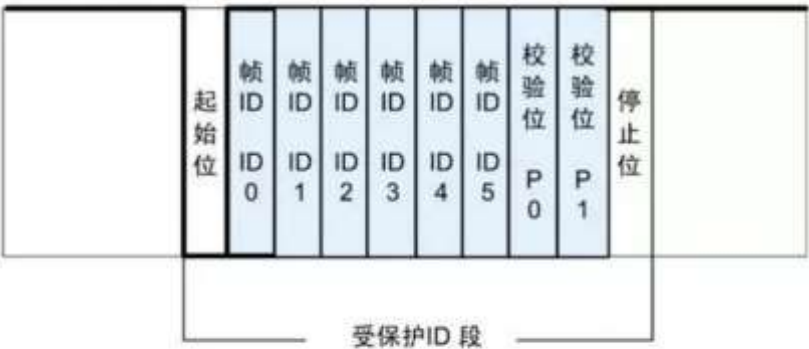 起始位
帧ID ID0
帧ID ID1
帧ID ID2
帧ID ID3
帧ID ID4
帧ID ID5
校验位 P0
校验位 P1
停止位
受保护ID 段